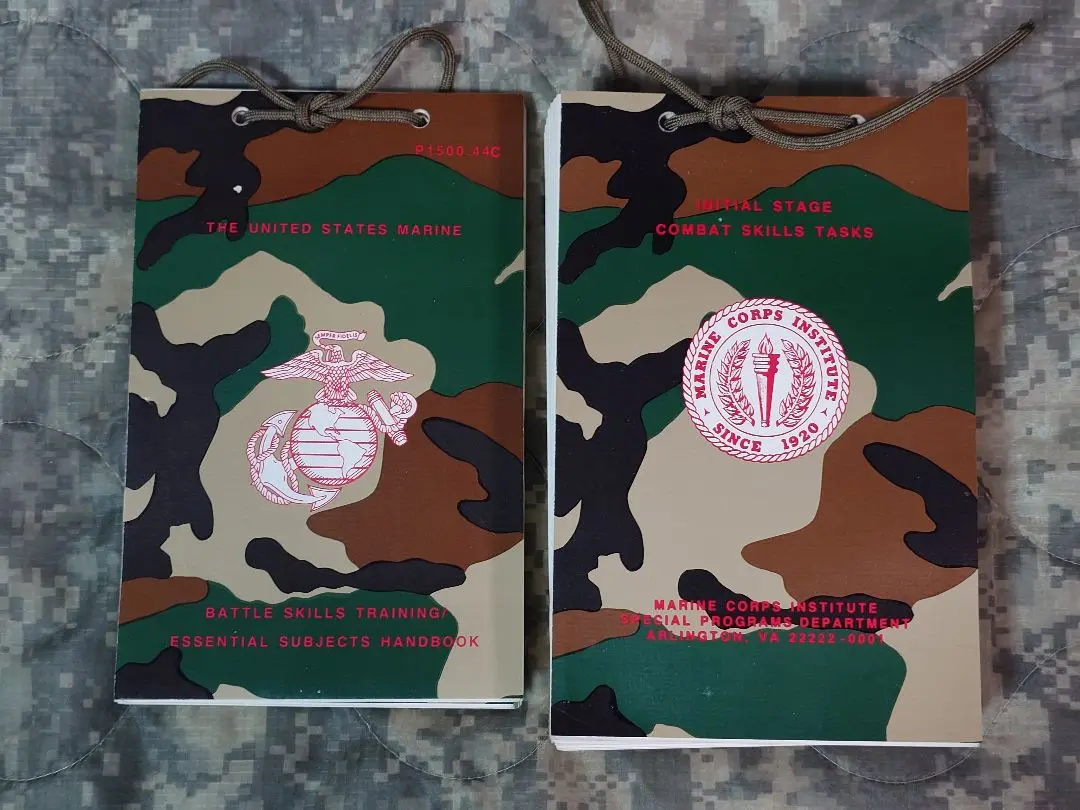 P1500.44C
THE UNITED STATES MARINE
SEMPER FIDELIS
BATTLE SKILLS TRAINING/
ESSENTIAL SUBJECTS HANDBOOK
INITIAL STAGE
COMBAT SKILLS TASKS
MARINE CORPS INSTITUTE
SINCE 1920
MARINE CORPS INSTITUTE
SPECIAL PROGRAMS DEPARTMENT
ARLINGTON, VA 22222-0001